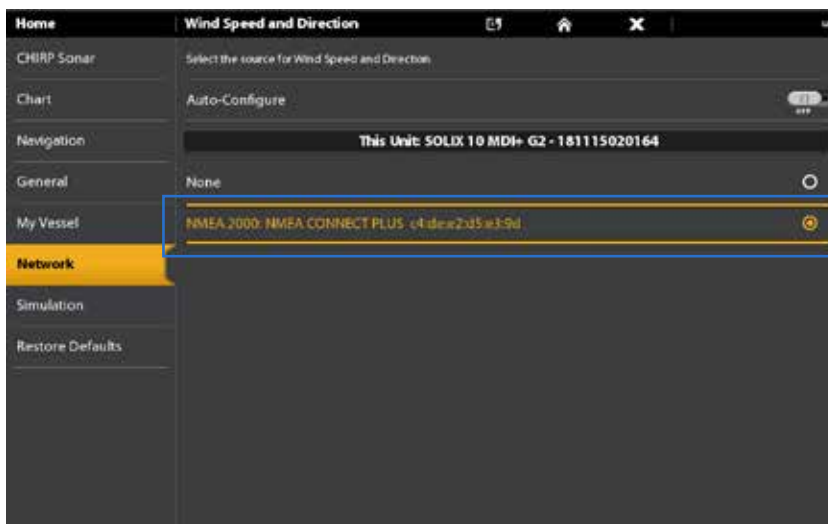 Home
Wind Speed and Direction
CHIRP Sonar
Select the source for Wind Speed and Direction
Chart
Auto-Configure
OFF
Navigation
This Unit: SOLIX 10 MDI+ G2 - 181115020164
General
None
My Vessel
NMEA 2000: NMEA CONNECT PLUS c4:de:e2:d5:e3:9d
Network
Simulation
Restore Defaults